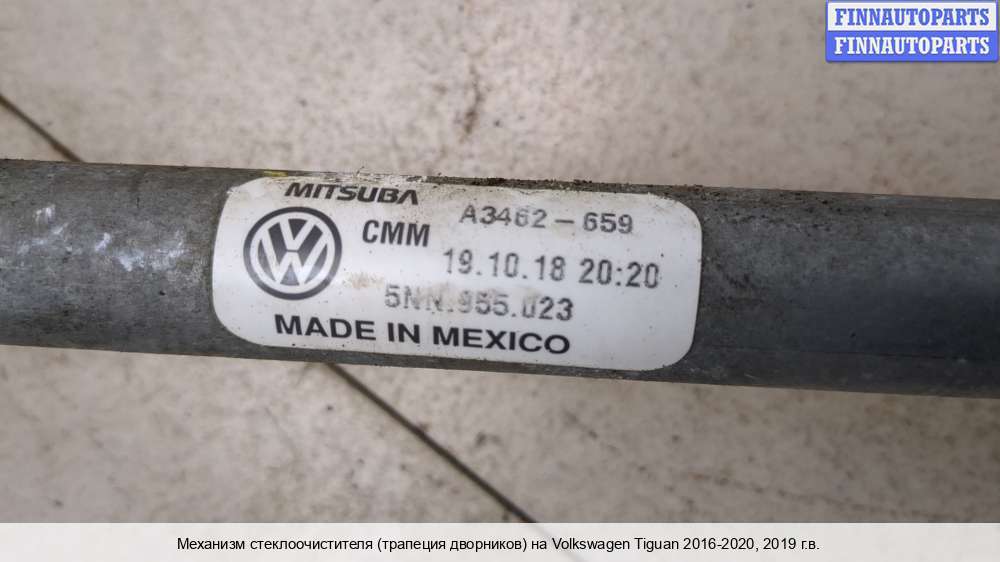 FINNAUTOPARTS
FINNAUTOPARTS
MITSUBA
A3462-659
CMM
19.10.18 20:20
5NN.955.023
MADE IN MEXICO
Механизм стеклоочистителя (трапеция дворников) на Volkswagen Tiguan 2016-2020, 2019 г.в.